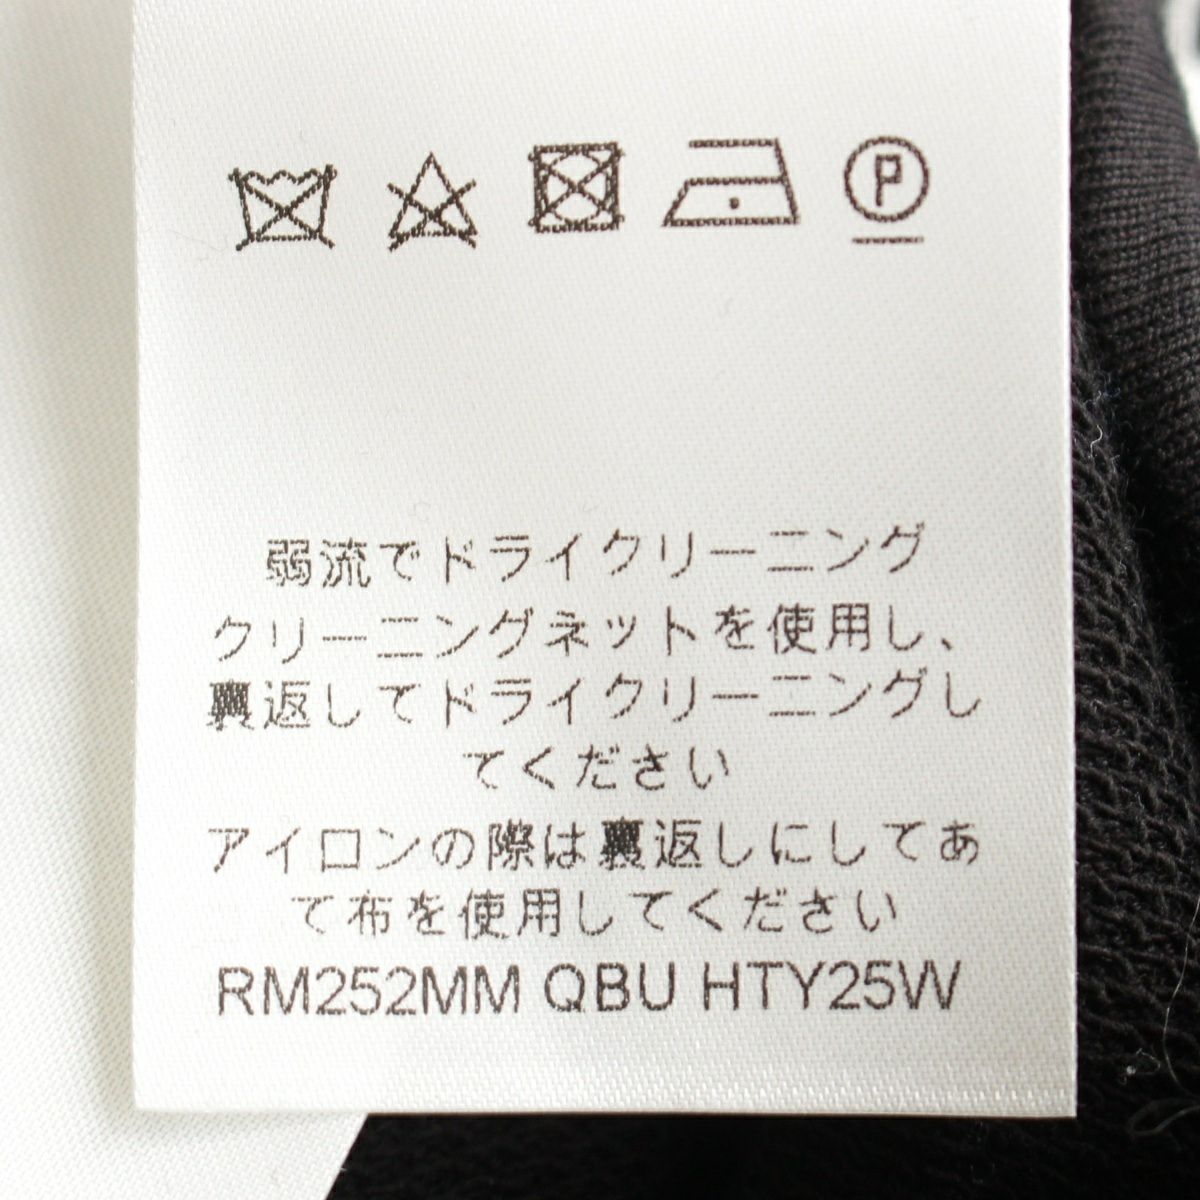 P
弱流でドライクリーニング
クリーニングネットを使用し、
裏返してドライクリーニングし
てください
アイロンの際は裏返しにしてあ
て布を使用してください
RM252MM QBU HTY25W